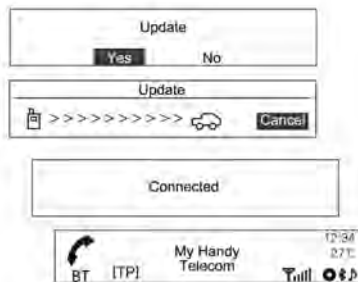 Update
Yes No
Update
>>>>>>>>>> Cancel
Connected
12:34
My Handy
27°C
BT [TP] Telecom